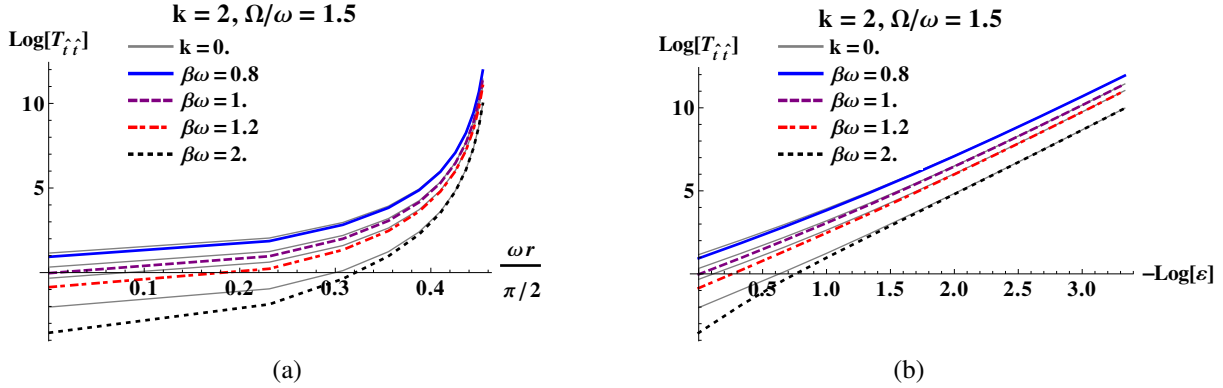 k = 2, Ω/ω = 1.5
Log[T_{t̂ t̂}]
k = 0.
βω = 0.8
βω = 1.
βω = 1.2
βω = 2.
10
5
0.1 0.2 0.3 0.4
ωr
π/2
(a)
k = 2, Ω/ω = 1.5
Log[T_{t̂ t̂}]
k = 0.
βω = 0.8
βω = 1.
βω = 1.2
βω = 2.
10
5
0.5 1.0 1.5 2.0 2.5 3.0
−Log[ε]
(b)